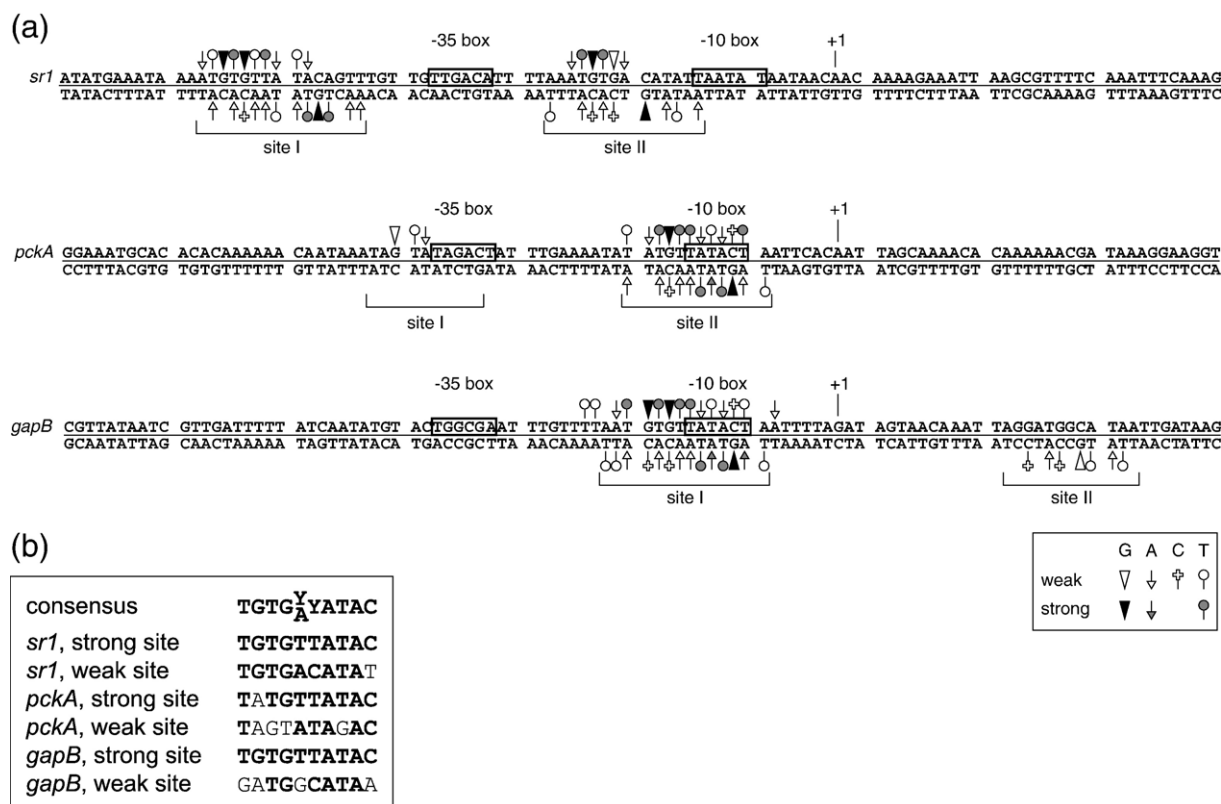 (a)
-35 box -10 box +1
sr1 ATATGAAATA AAATGTGTTA TACAGTTTGTT TGTTGACATT TTAAATGTGA CATATTAATA TAATAACAAC AAAAGAAATT AAGCGTTTTC AAATTTCAAAG
TATACTTTAT TTTACACAAT ATGTCAAACA ACAACTGTAAA AATTTACACT GTATAATTAT ATTATTGTTG TTTTCTTTAA TTCGCAAAAG TTTAAAGTTTC
site I site II
-35 box -10 box +1
pckA GGAAATGCAC ACACAAAAAA CAATAAATAG TATAGACTAT TTGAAAATAT ATGTTATACT AATTCACAAT TAGCAAAACA CAAAAAACGA TAAAGGAAGGT
CCTTTACGTG TGTGTTTTTT GTTATTTATC ATATCTGATA AACTTTTATA TACAATATGA TTAAGTGTTA ATCGTTTTGT GTTTTTTGCT ATTTCCTTCCA
site I site II
-35 box -10 box +1
gapB CGTTATAATC GTTGATTTTT ATCAATATGT ACTGGCGAAT TTGTTTTAAT GTGTTATACT AATTTTAGAT AGTAACAAAT TAGGATGGCA TAATTGATAAG
GCAATATTAG CAACTAAAAA TAGTTATACA TGACCGCTTA AACAAAATTA CACAATATGA TTAAAATCTA TCATTGTTTA ATCCTACCGT ATTAACTATTC
site I site II
G A C T
weak
strong
(b)
consensus TGTGY/AYATAC
sr1, strong site TGTGTTATAC
sr1, weak site TGTGACATAT
pckA, strong site TATGTTATAC
pckA, weak site TAGTATAGAC
gapB, strong site TGTGTTATAC
gapB, weak site GATGGCATAA